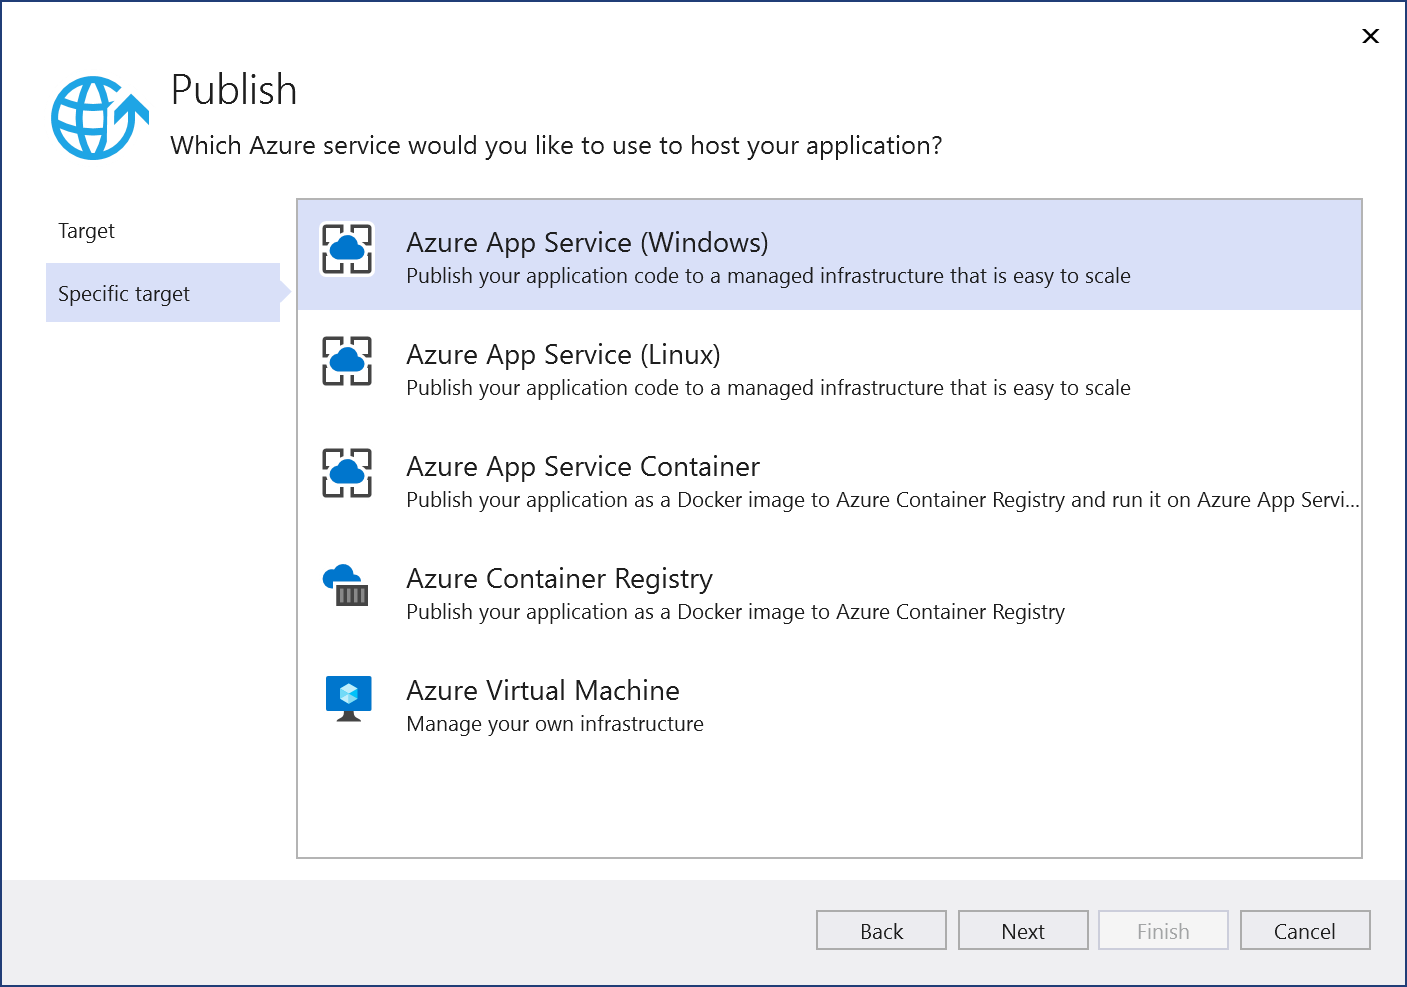 Publish
Which Azure service would you like to use to host your application?
Target
Specific target
Azure App Service (Windows)
Publish your application code to a managed infrastructure that is easy to scale
Azure App Service (Linux)
Publish your application code to a managed infrastructure that is easy to scale
Azure App Service Container
Publish your application as a Docker image to Azure Container Registry and run it on Azure App Servi...
Azure Container Registry
Publish your application as a Docker image to Azure Container Registry
Azure Virtual Machine
Manage your own infrastructure
Back Next Finish Cancel